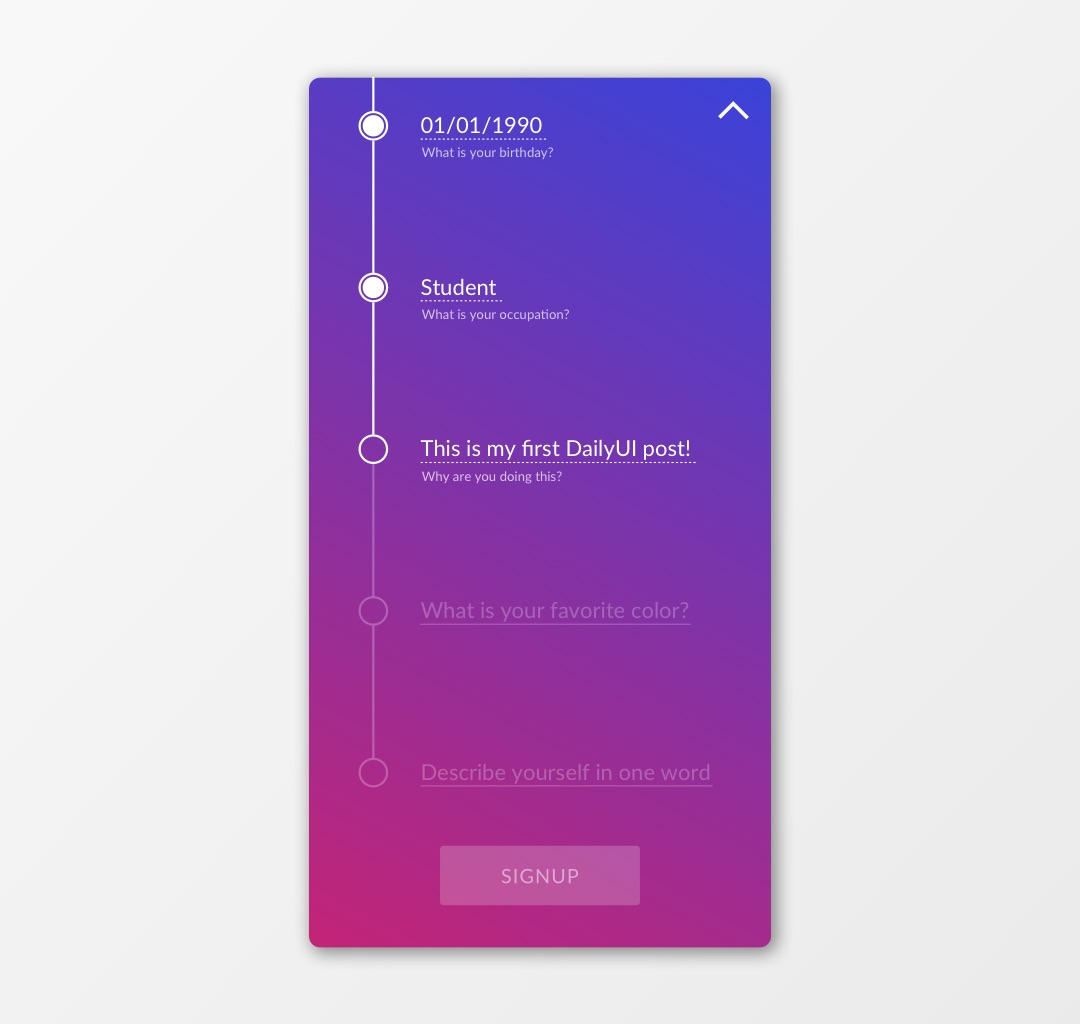 01/01/1990
What is your birthday?
Student
What is your occupation?
This is my first DailyUI post!
Why are you doing this?
What is your favorite color?
Describe yourself in one word
SIGNUP